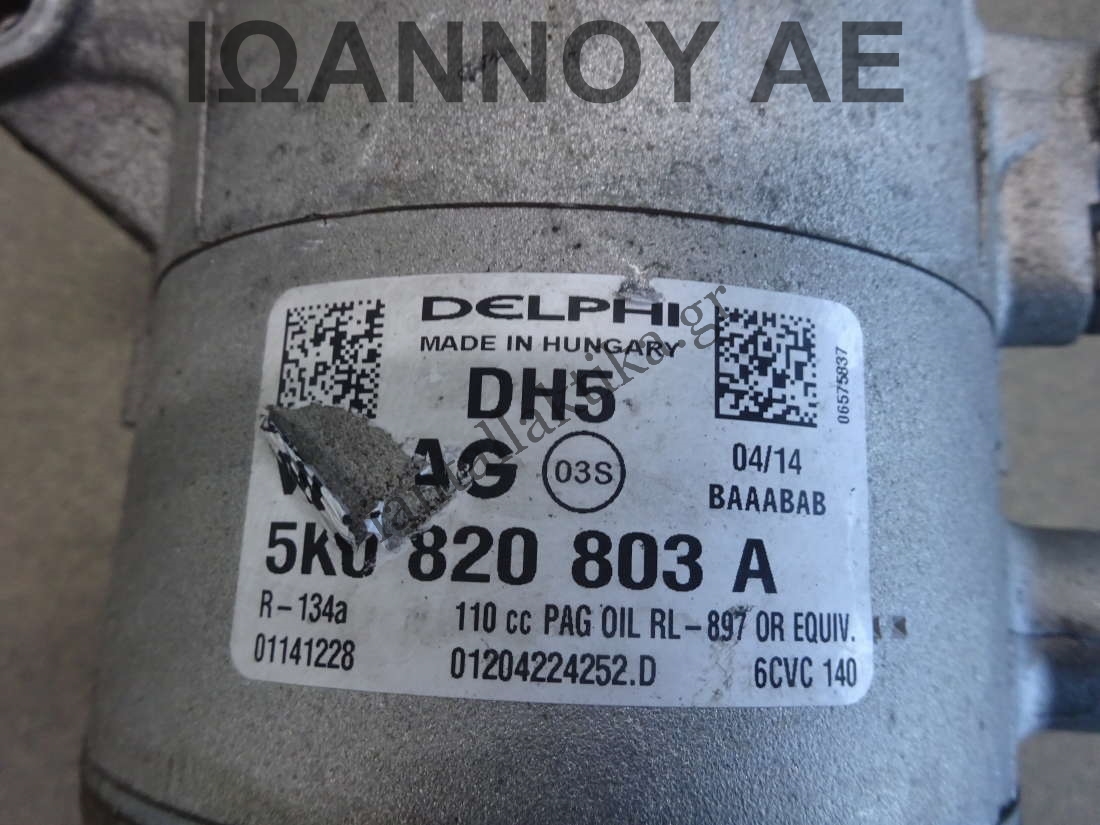 ΙΩΑΝΝΟΥ ΑΕ
DELPHI
MADE IN HUNGARY
DH5
06575837
AG 03S
04/14
BAAABAB
5K0 820 803 A
R-134a 110 cc PAG OIL RL-897 OR EQUIV.
01141228 01204224252.D 6CVC 140